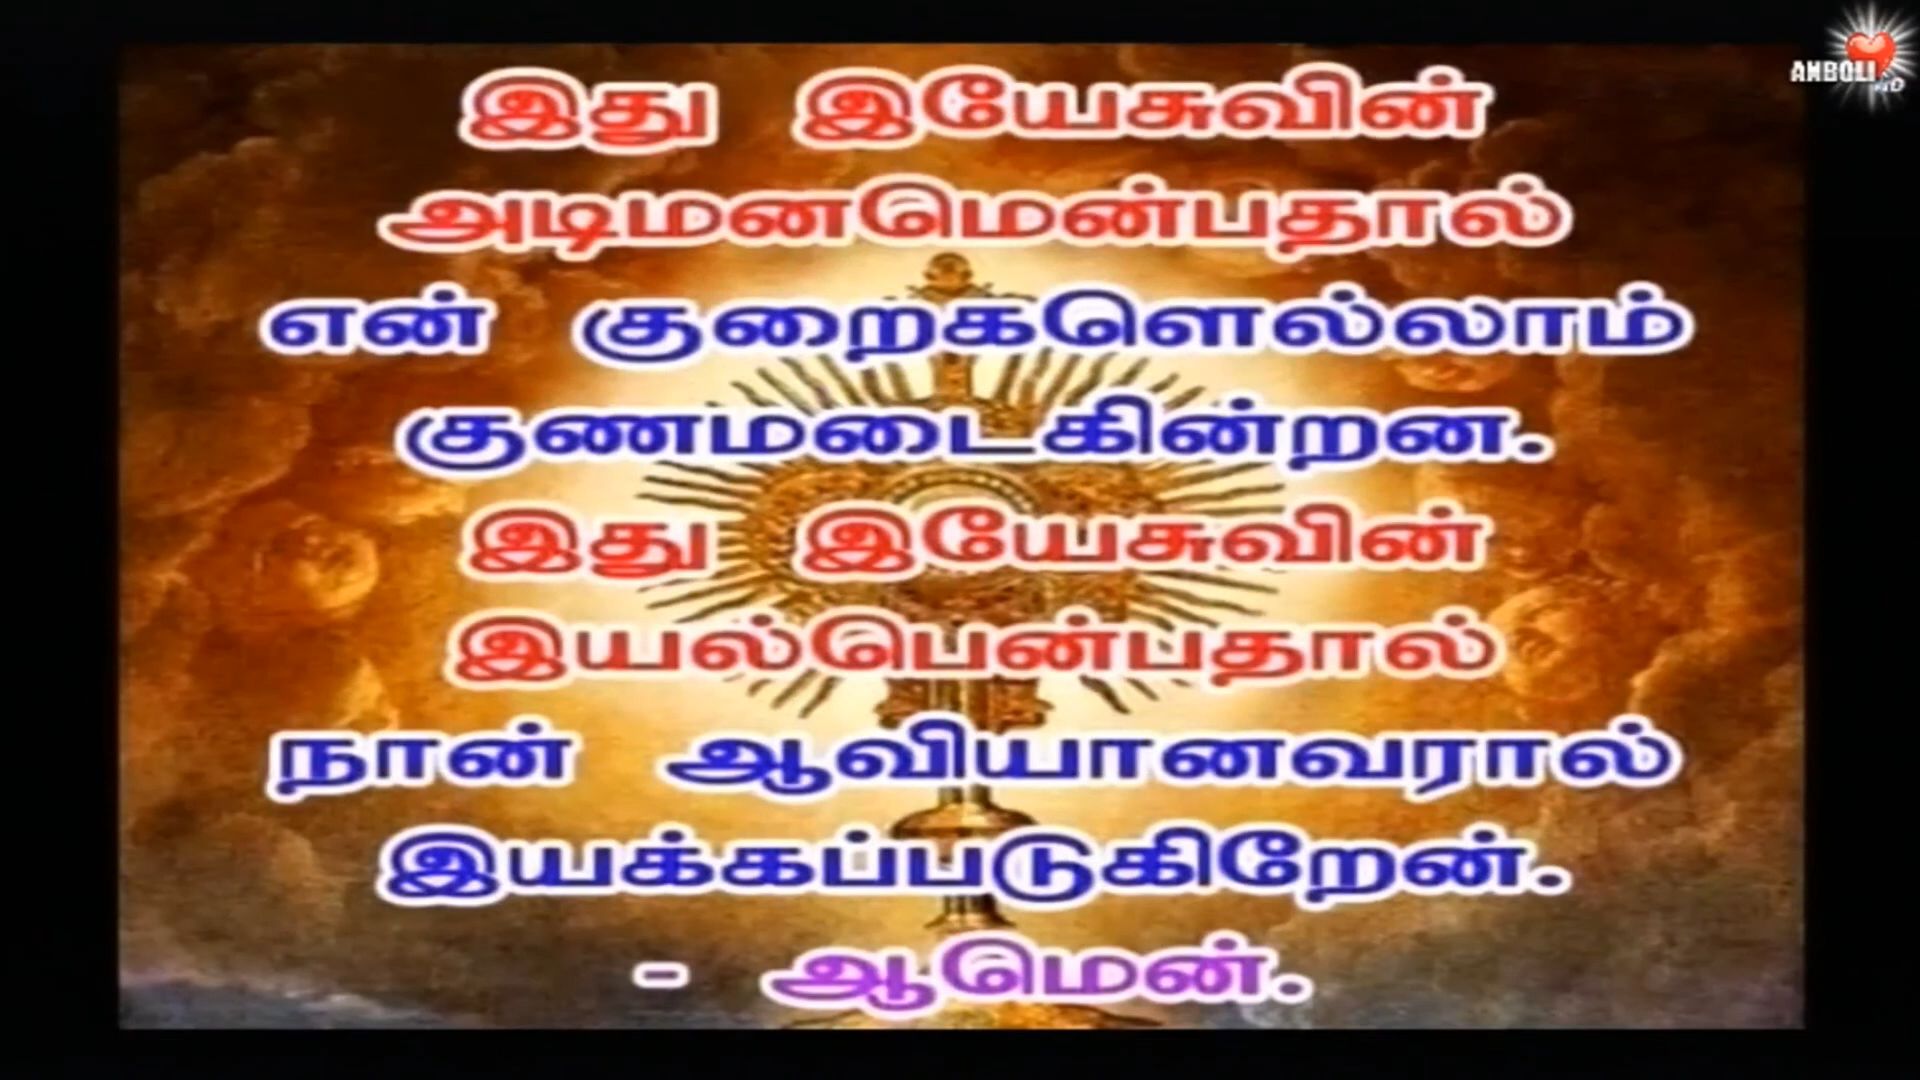 இது இயேசுவின்
அடிமனமென்பதால்
என் குறைகளெல்லாம்
குணமடைகின்றன.
இது இயேசுவின்
இயல்பென்பதால்
நான் ஆவியானவரால்
இயக்கப்படுகிறேன்.
- ஆமென்.
ANBOLI HD